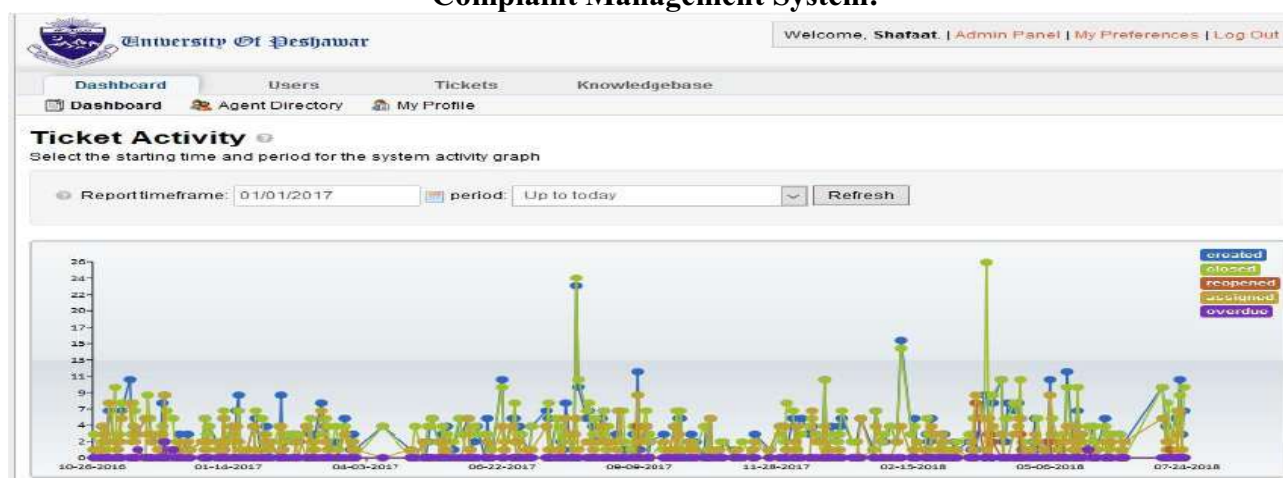 Complaint Management System:
University Of Peshawar
Welcome, Shafaat. | Admin Panel | My Preferences | Log Out
Dashboard Users Tickets Knowledgebase
Dashboard Agent Directory My Profile
Ticket Activity
Select the starting time and period for the system activity graph
Report timeframe: 01/01/2017 period: Up to today Refresh
created
closed
reopened
assigned
overdue
26
24
22
20
17
15
13
11
9
7
4
2
0
10-26-2016 01-14-2017 04-03-2017 06-22-2017 09-09-2017 11-28-2017 02-15-2018 05-06-2018 07-24-2018